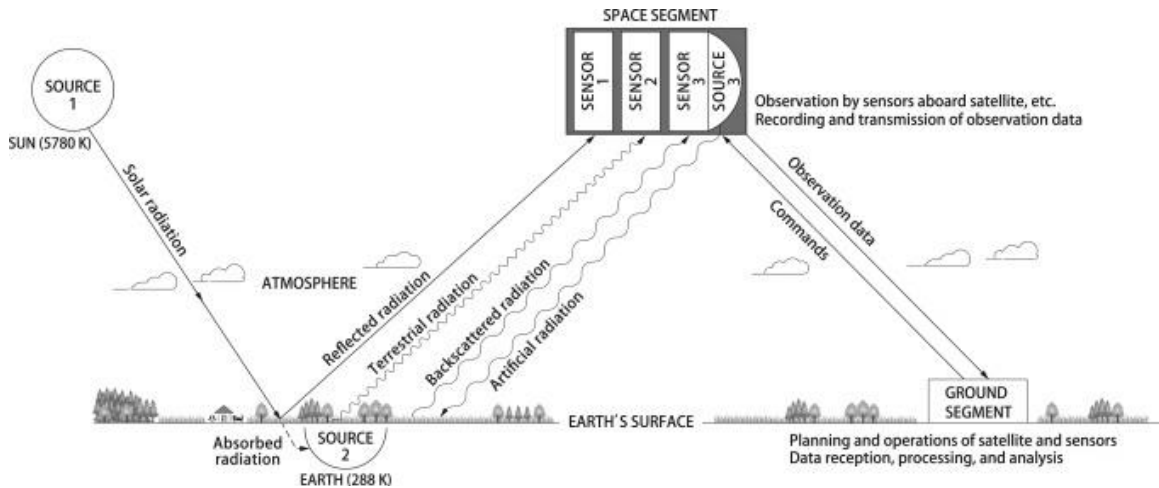 SPACE SEGMENT
SOURCE
1
SUN (5780 K)
Solar radiation
SENSOR
1
SENSOR
2
SENSOR
3
SOURCE
3
Observation by sensors aboard satellite, etc.
Recording and transmission of observation data
ATMOSPHERE
Reflected radiation
Terrestrial radiation
Backscattered radiation
Artificial radiation
Observation data
Commands
Absorbed
radiation
SOURCE
2
EARTH (288 K)
EARTH'S SURFACE
GROUND
SEGMENT
Planning and operations of satellite and sensors
Data reception, processing, and analysis